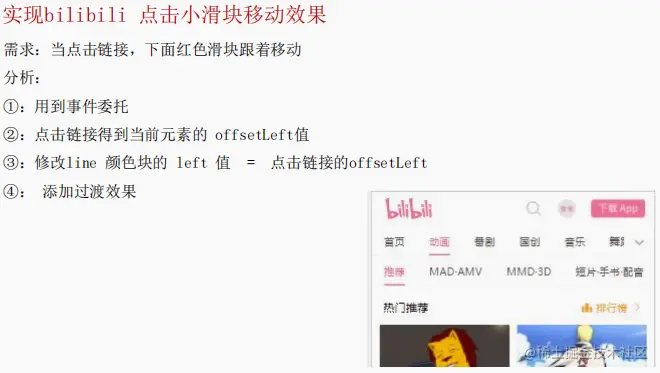 实现bilibili 点击小滑块移动效果
需求：当点击链接，下面红色滑块跟着移动
分析：
①：用到事件委托
②：点击链接得到当前元素的 offsetLeft值
③：修改line 颜色块的 left 值 = 点击链接的offsetLeft
④： 添加过渡效果
bilibili 下载 App
首页 动画 番剧 国创 音乐 舞蹈
推荐 MAD·AMV MMD·3D 短片·手书·配音
热门推荐 排行榜
@稀土掘金技术社区